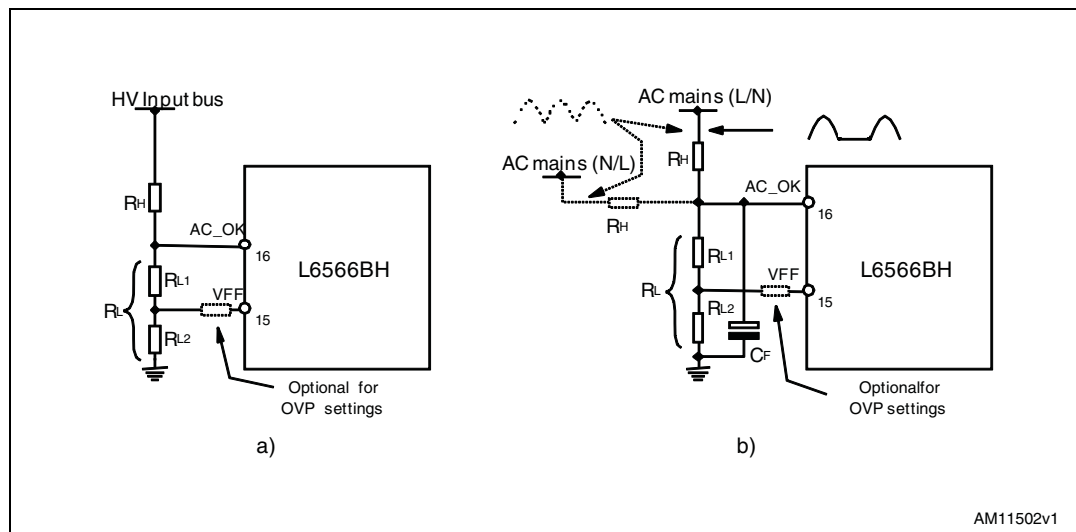 HV Input bus
RH
AC_OK
16
RL1
VFF
RL
15
RL2
L6566BH
Optional for
OVP settings
a)
AC mains (L/N)
RH
AC mains (N/L)
AC_OK
RH
16
RL1
VFF
RL
15
RL2
CF
L6566BH
Optionalfor
OVP settings
b)
AM11502v1